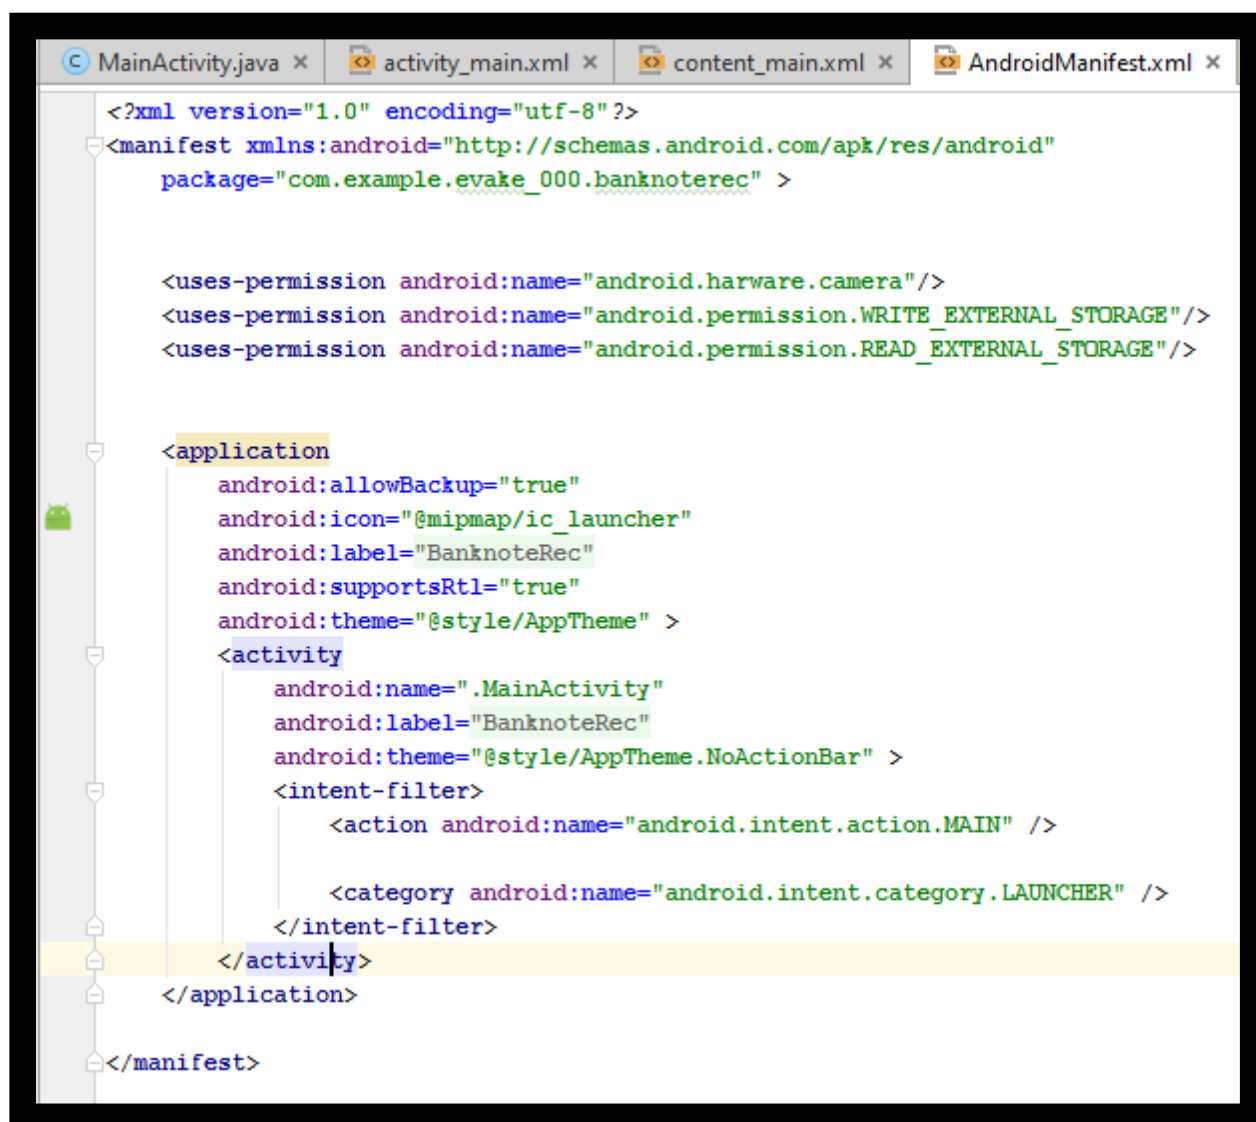 MainActivity.java × activity_main.xml × content_main.xml × AndroidManifest.xml ×
<?xml version="1.0" encoding="utf-8"?>
<manifest xmlns:android="http://schemas.android.com/apk/res/android"
    package="com.example.evake_000.banknoterec" >
    <uses-permission android:name="android.harware.camera"/>
    <uses-permission android:name="android.permission.WRITE_EXTERNAL_STORAGE"/>
    <uses-permission android:name="android.permission.READ_EXTERNAL_STORAGE"/>
    <application
        android:allowBackup="true"
        android:icon="@mipmap/ic_launcher"
        android:label="BanknoteRec"
        android:supportsRtl="true"
        android:theme="@style/AppTheme" >
        <activity
            android:name=".MainActivity"
            android:label="BanknoteRec"
            android:theme="@style/AppTheme.NoActionBar" >
            <intent-filter>
                <action android:name="android.intent.action.MAIN" />
                <category android:name="android.intent.category.LAUNCHER" />
            </intent-filter>
        </activity>
    </application>
</manifest>